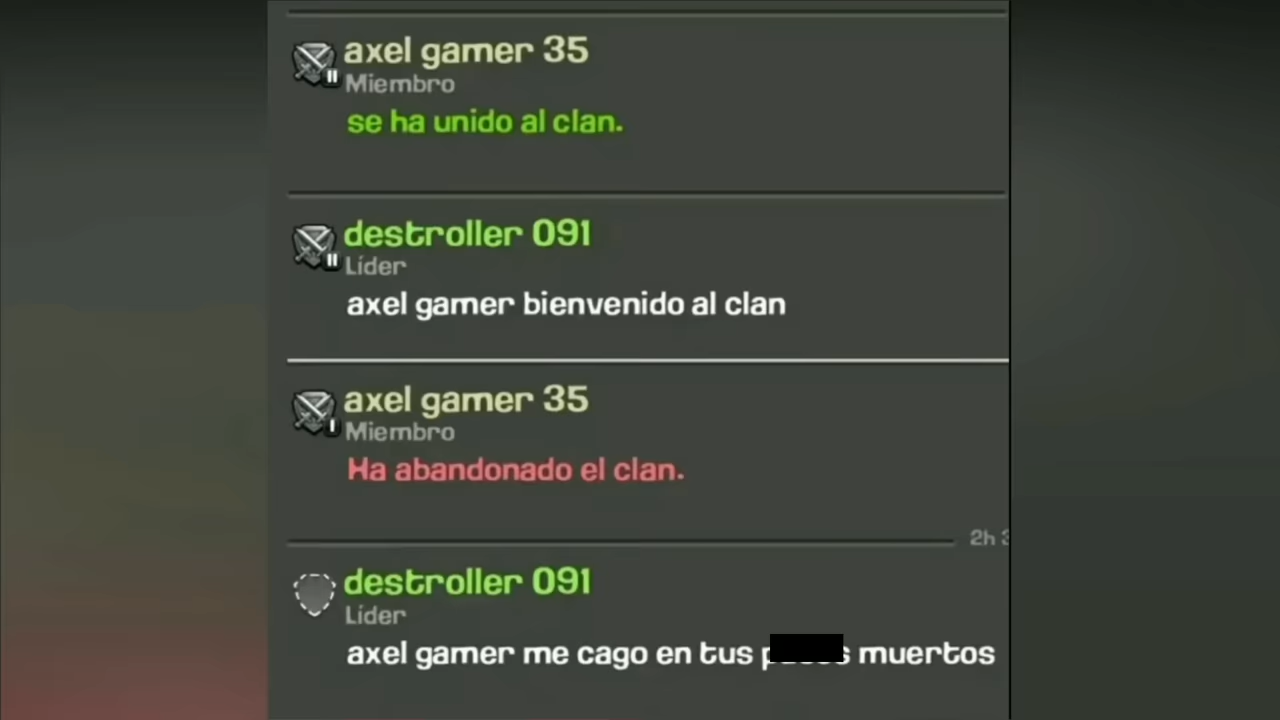 axel gamer 35
Miembro
se ha unido al clan.
destroller 091
Líder
axel gamer bienvenido al clan
axel gamer 35
Miembro
Ha abandonado el clan.
2h
destroller 091
Líder
axel gamer me cago en tus muertos